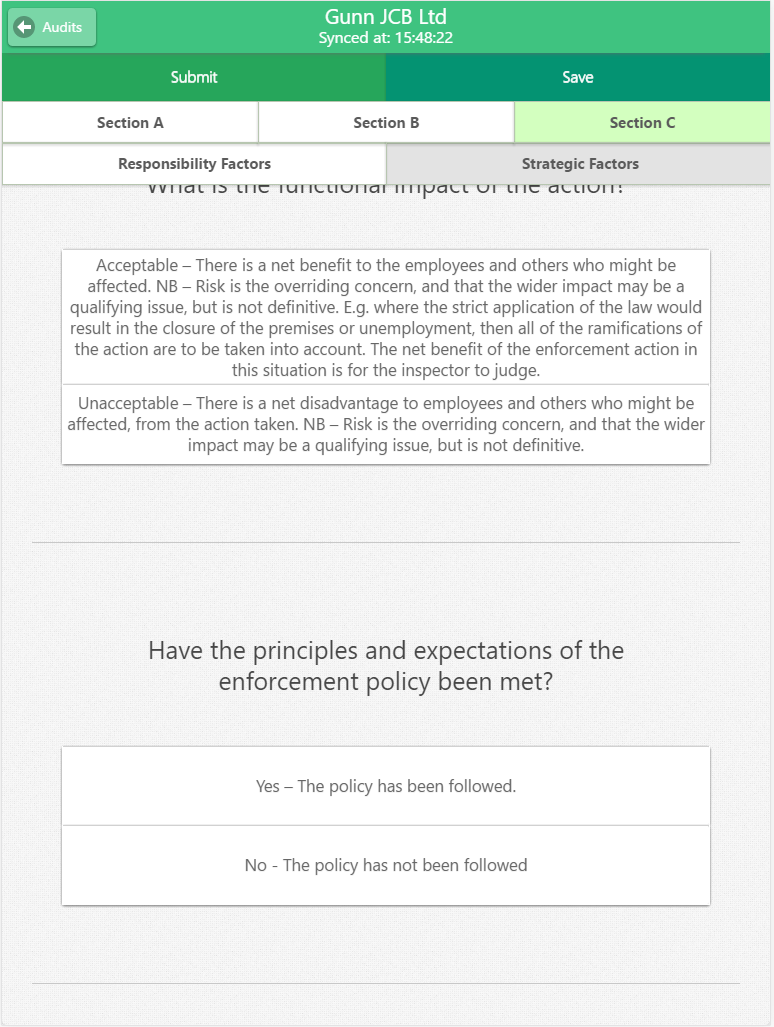 Audits
Gunn JCB Ltd
Synced at: 15:48:22
Submit
Save
Section A
Section B
Section C
Responsibility Factors
Strategic Factors
What is the functional impact of the action?
Acceptable – There is a net benefit to the employees and others who might be
affected. NB – Risk is the overriding concern, and that the wider impact may be a
qualifying issue, but is not definitive. E.g. where the strict application of the law would
result in the closure of the premises or unemployment, then all of the ramifications of
the action are to be taken into account. The net benefit of the enforcement action in
this situation is for the inspector to judge.
Unacceptable – There is a net disadvantage to employees and others who might be
affected, from the action taken. NB – Risk is the overriding concern, and that the wider
impact may be a qualifying issue, but is not definitive.
Have the principles and expectations of the
enforcement policy been met?
Yes – The policy has been followed.
No - The policy has not been followed